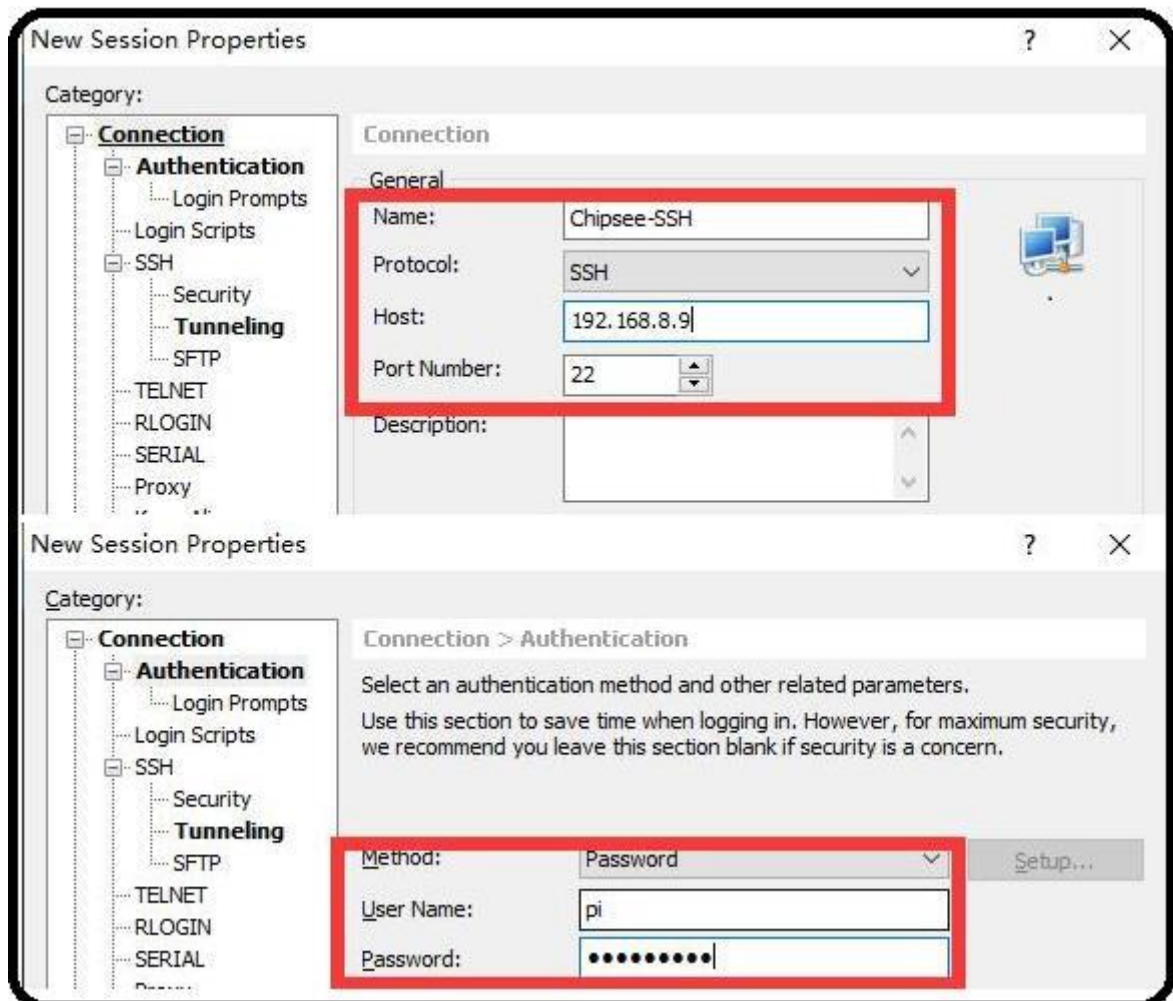 New Session Properties ? ×
Category:
Connection
Authentication
Login Prompts
Login Scripts
SSH
Security
Tunneling
SFTP
TELNET
RLOGIN
SERIAL
Proxy
Connection
General
Name: Chipsee-SSH
Protocol: SSH
Host: 192.168.8.9
Port Number: 22
Description:
New Session Properties ? ×
Category:
Connection
Authentication
Login Prompts
Login Scripts
SSH
Security
Tunneling
SFTP
TELNET
RLOGIN
SERIAL
Connection > Authentication
Select an authentication method and other related parameters.
Use this section to save time when logging in. However, for maximum security,
we recommend you leave this section blank if security is a concern.
Method: Password Setup...
User Name: pi
Password: •••••••••